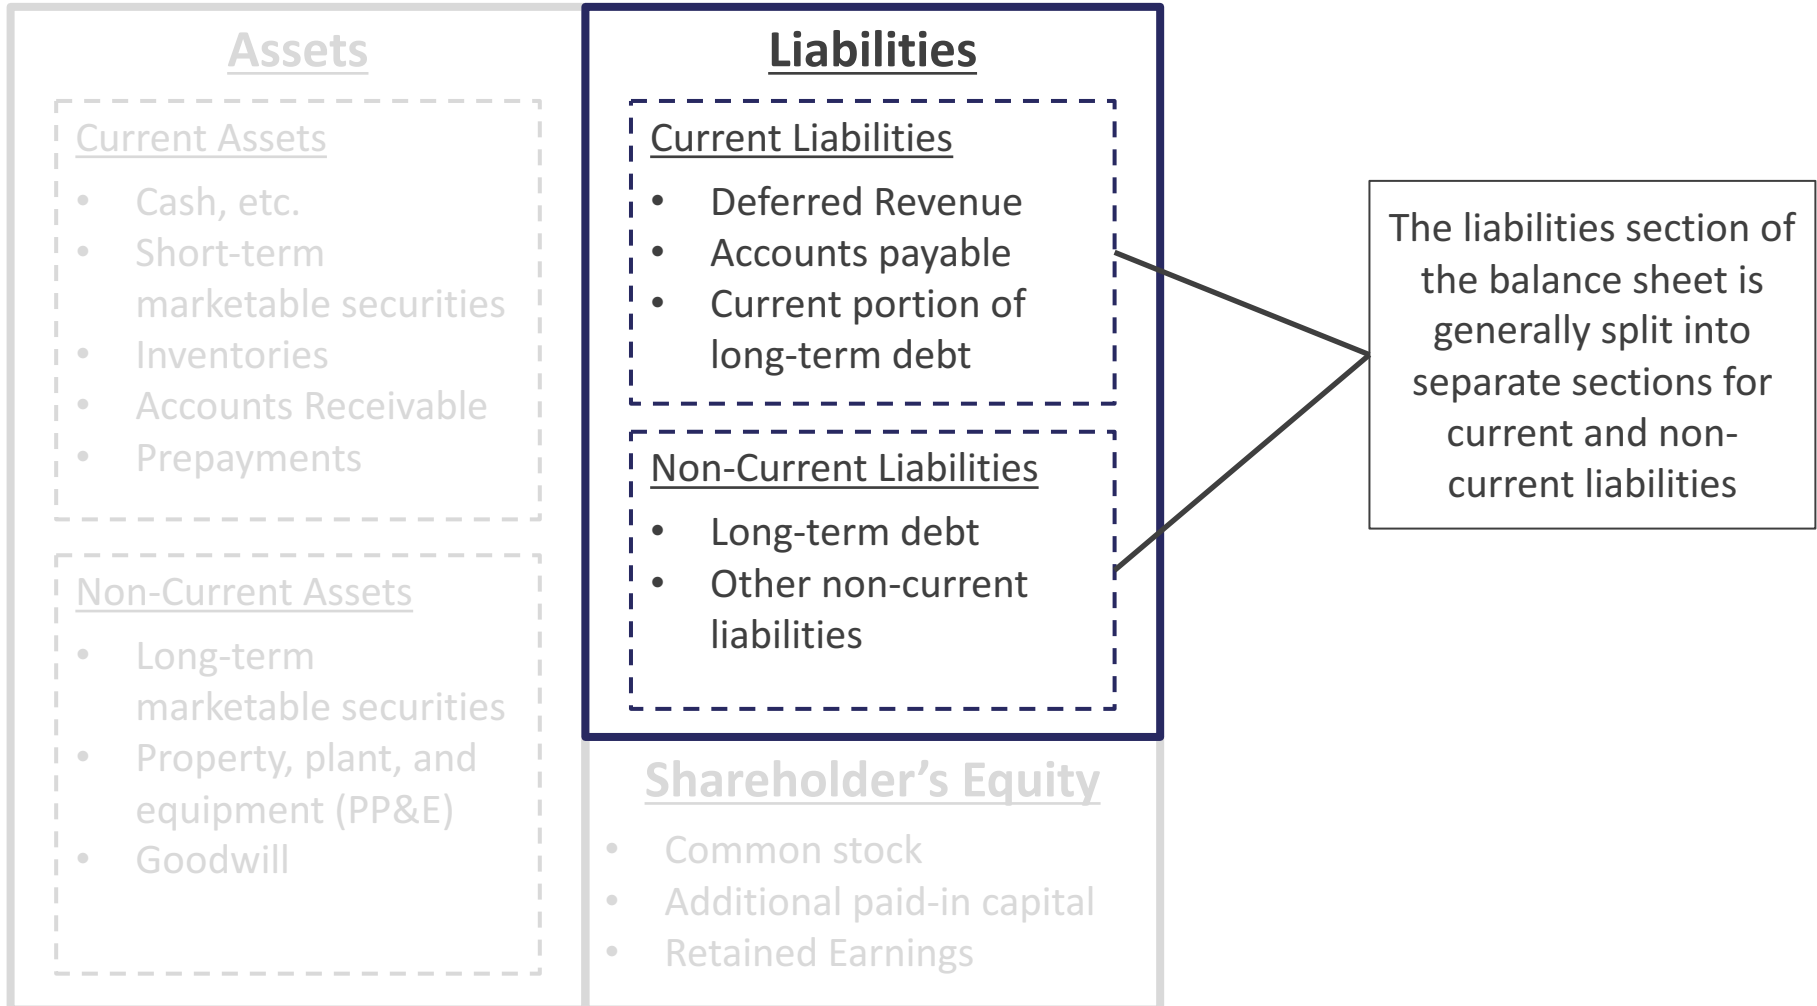 Assets
Current Assets
• Cash, etc.
• Short-term
marketable securities
• Inventories
• Accounts Receivable
• Prepayments
Non-Current Assets
• Long-term
marketable securities
• Property, plant, and
equipment (PP&E)
• Goodwill
Liabilities
Current Liabilities
• Deferred Revenue
• Accounts payable
• Current portion of
long-term debt
Non-Current Liabilities
• Long-term debt
• Other non-current
liabilities
Shareholder’s Equity
• Common stock
• Additional paid-in capital
• Retained Earnings
The liabilities section of
the balance sheet is
generally split into
separate sections for
current and non-
current liabilities